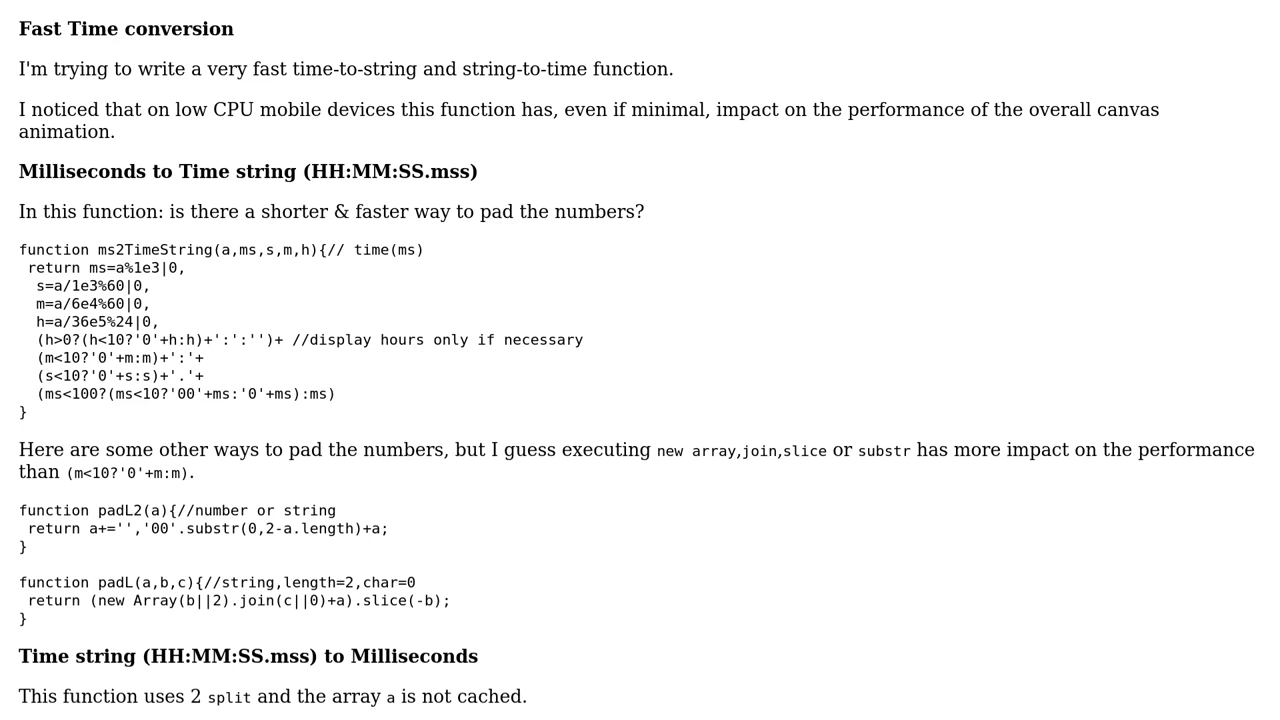 Fast Time conversion
I'm trying to write a very fast time-to-string and string-to-time function.
I noticed that on low CPU mobile devices this function has, even if minimal, impact on the performance of the overall canvas
animation.
Milliseconds to Time string (HH:MM:SS.mss)
In this function: is there a shorter & faster way to pad the numbers?
function ms2TimeString(a,ms,s,m,h){// time(ms)
 return ms=a%1e3|0,
  s=a/1e3%60|0,
  m=a/6e4%60|0,
  h=a/36e5%24|0,
  (h>0?(h<10?'0'+h:h)+':':'')+ //display hours only if necessary
  (m<10?'0'+m:m)+':'+
  (s<10?'0'+s:s)+'.'+
  (ms<100?(ms<10?'00'+ms:'0'+ms):ms)
}
Here are some other ways to pad the numbers, but I guess executing new array,join,slice or substr has more impact on the performance
than (m<10?'0'+m:m).
function padL2(a){//number or string
 return a+='','00'.substr(0,2-a.length)+a;
}
function padL(a,b,c){//string,length=2,char=0
 return (new Array(b||2).join(c||0)+a).slice(-b);
}
Time string (HH:MM:SS.mss) to Milliseconds
This function uses 2 split and the array a is not cached.